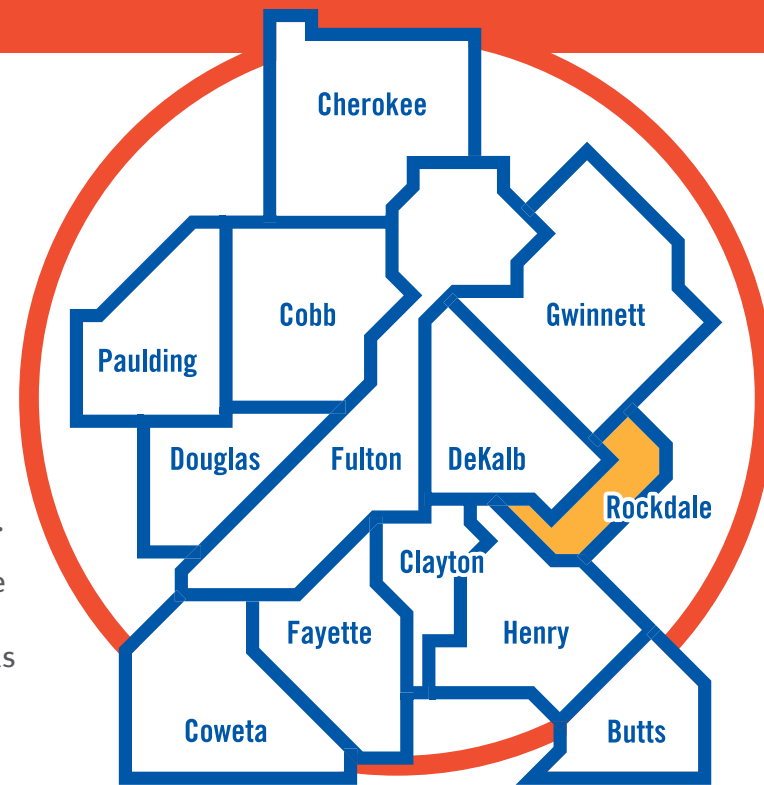 Cherokee
Cobb
Gwinnett
Paulding
Douglas
Fulton
DeKalb
Rockdale
Clayton
Fayette
Henry
Coweta
Butts